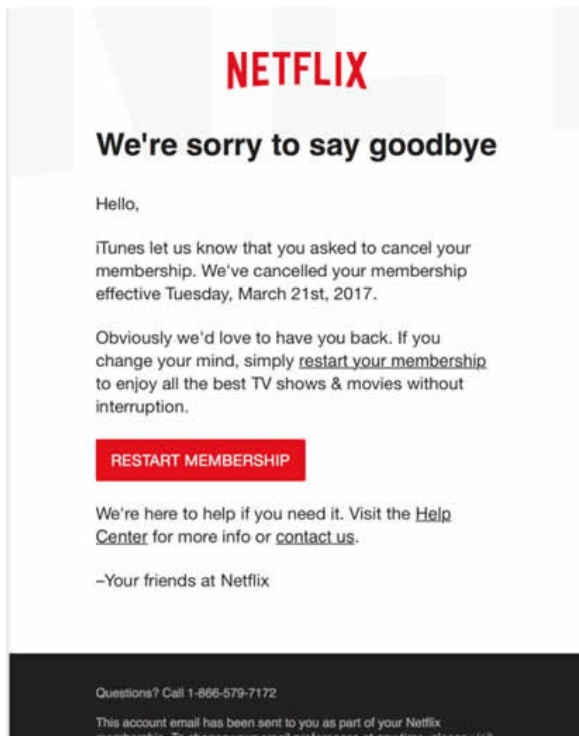 NETFLIX
We're sorry to say goodbye
Hello,
iTunes let us know that you asked to cancel your
membership. We've cancelled your membership
effective Tuesday, March 21st, 2017.
Obviously we'd love to have you back. If you
change your mind, simply restart your membership
to enjoy all the best TV shows & movies without
interruption.
RESTART MEMBERSHIP
We're here to help if you need it. Visit the Help
Center for more info or contact us.
–Your friends at Netflix
Questions? Call 1-866-579-7172
This account email has been sent to you as part of your Netflix